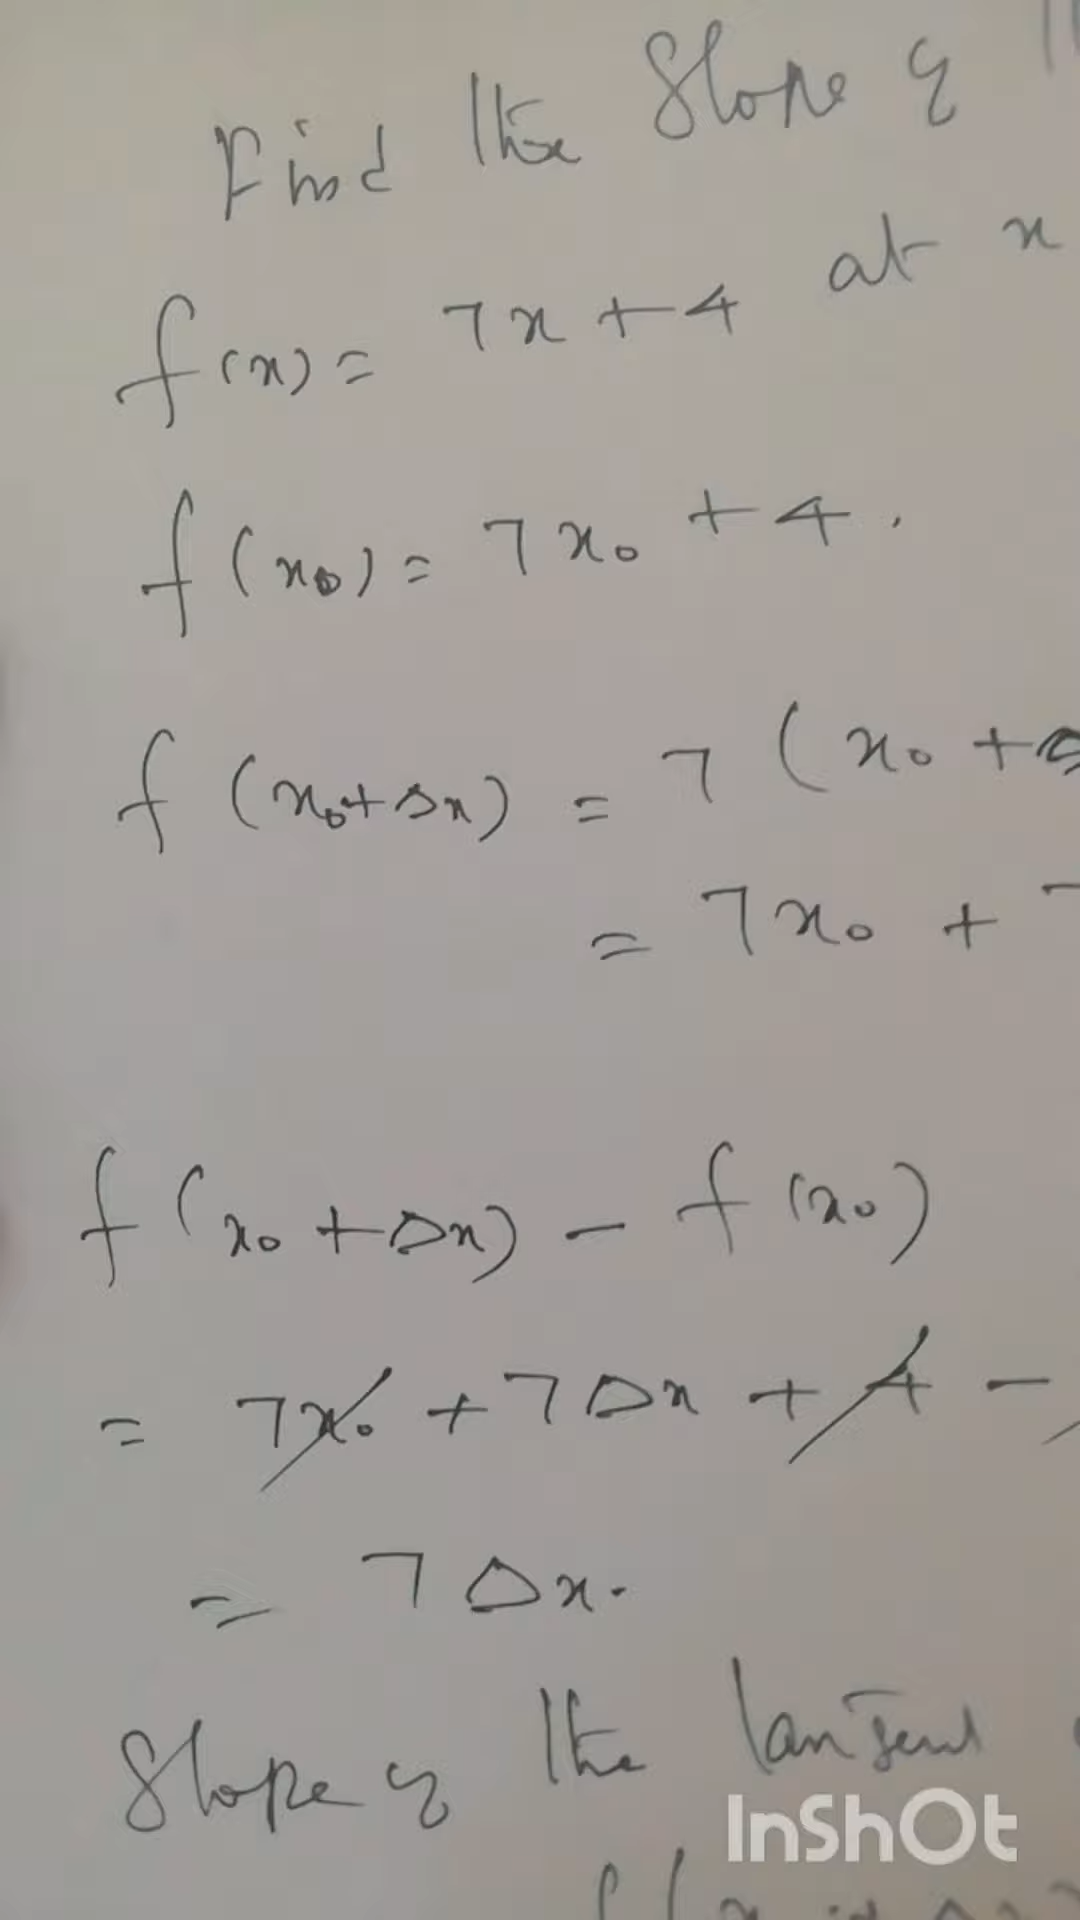 Find the Slope of
f(x) = 7x + 4 at x
f(x₀) = 7x₀ + 4.
f(x₀+Δx) = 7(x₀ +
= 7x₀ +
f(x₀ + Δx) - f(x₀)
= 7x₀ + 7Δx + 4 -
= 7Δx.
Slope of the tangent
InShOt